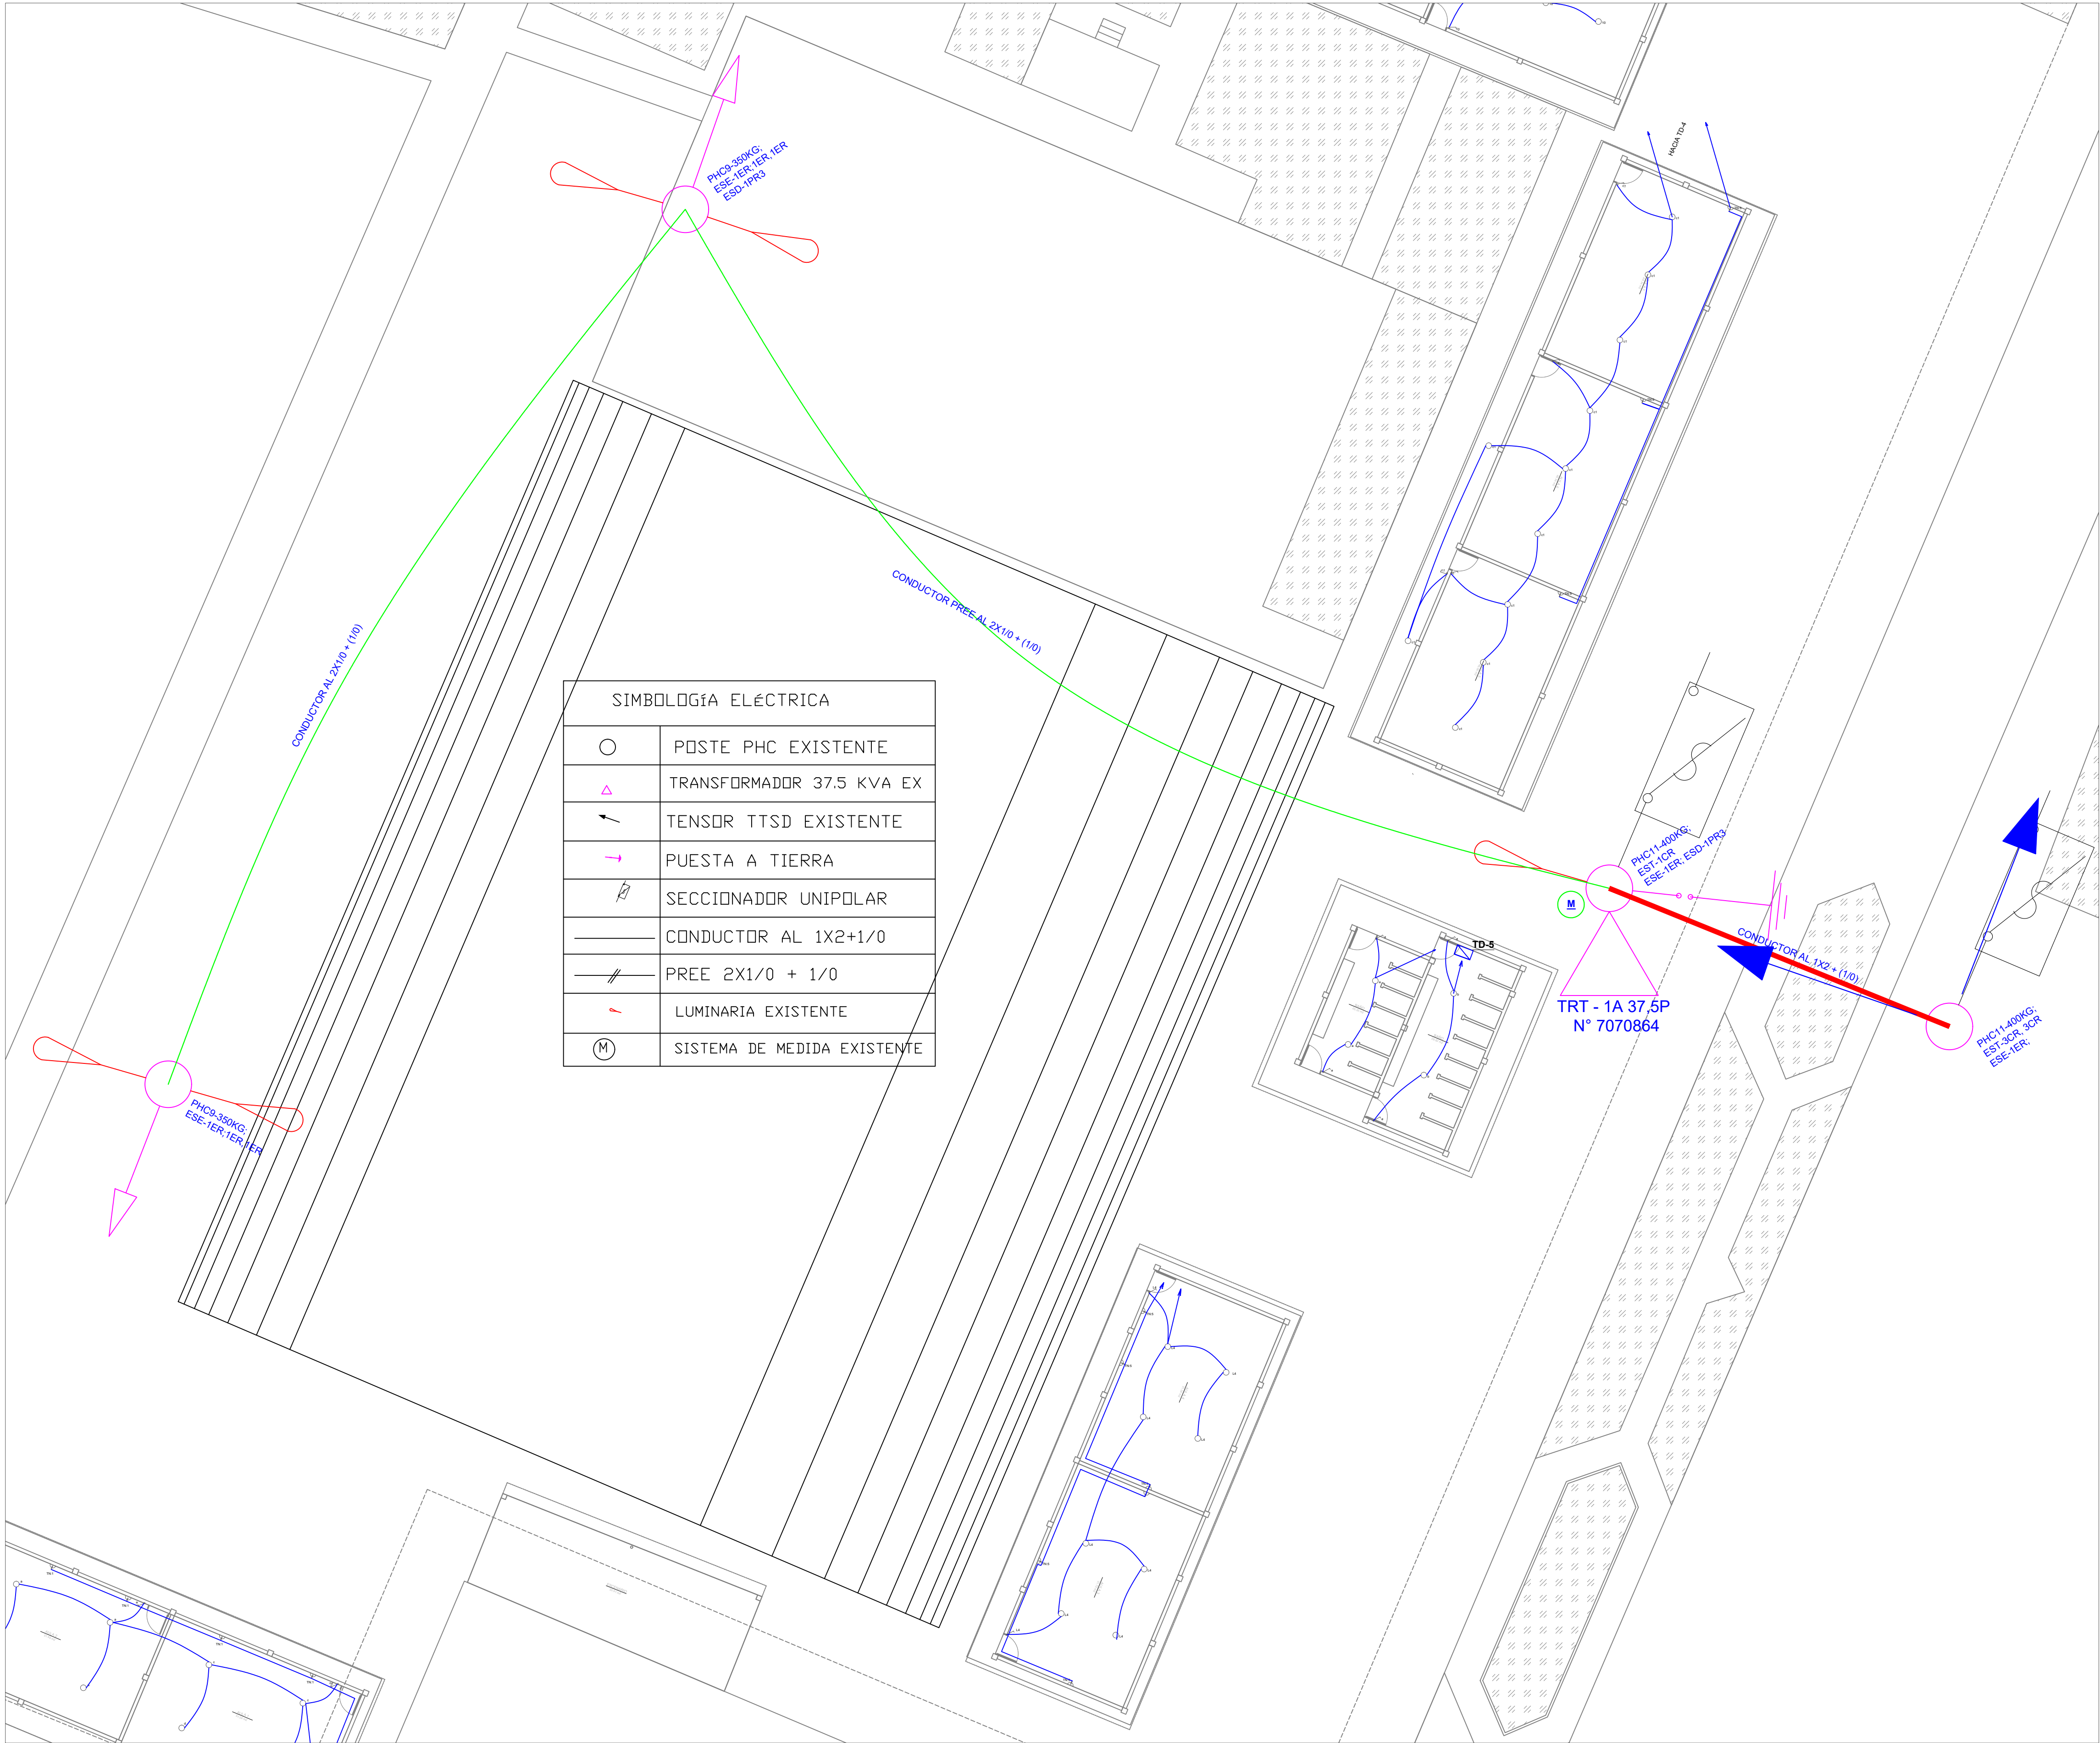 HACIA TD-4
PHC9-350KG;
ESE-1ER;1ER,1ER
ESD-1PR3
CONDUCTOR AL 2X1/0 + (1/0)
CONDUCTOR PREE AL 2X1/0 + (1/0)
SIMBOLOGíA ELéCTRICA
POSTE PHC EXISTENTE
TRANSFORMADOR 37.5 KVA EX
TENSOR TTSD EXISTENTE
PUESTA A TIERRA
SECCIONADOR UNIPOLAR
CONDUCTOR AL 1X2+1/0
PREE 2X1/0 + 1/0
LUMINARIA EXISTENTE
M SISTEMA DE MEDIDA EXISTENTE
PHC11-400KG;
EST-1CR
ESE-1ER; ESD-1PR3
M
CONDUCTOR AL 1X2 + (1/0)
TD-5
TRT - 1A 37,5P
N° 7070864
PHC11-400KG;
EST-3CR, 3CR
ESE-1ER;
PHC9-350KG;
ESE-1ER,1ER,1ER